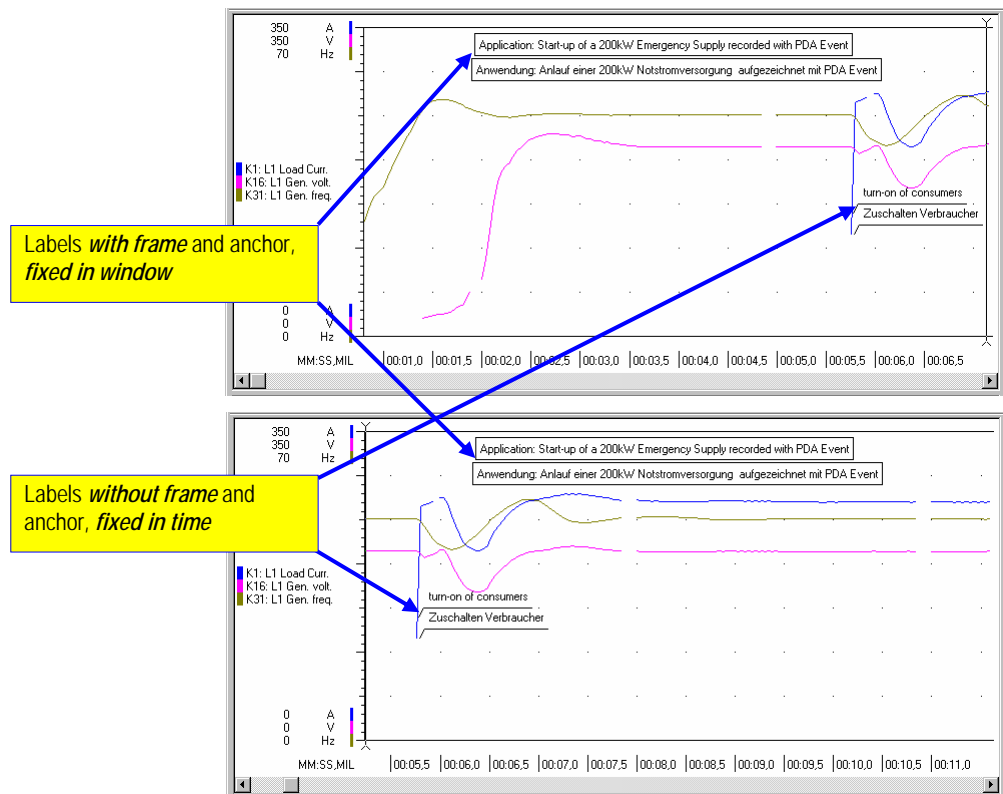 350 A
350 V
70 Hz
Application: Start-up of a 200kW Emergency Supply recorded with PDA Event
Anwendung: Anlauf einer 200kW Notstromversorgung aufgezeichnet mit PDA Event
K1: L1 Load Curr.
K16: L1 Gen. volt.
K31: L1 Gen. freq.
turn-on of consumers
Zuschalten Verbraucher
Labels with frame and anchor,
fixed in window
0 A
0 V
0 Hz
MM:SS,MIL 00:01,0 00:01,5 00:02,0 00:02,5 00:03,0 00:03,5 00:04,0 00:04,5 00:05,0 00:05,5 00:06,0 00:06,5
350 A
350 V
70 Hz
Application: Start-up of a 200kW Emergency Supply recorded with PDA Event
Anwendung: Anlauf einer 200kW Notstromversorgung aufgezeichnet mit PDA Event
Labels without frame and
anchor, fixed in time
K1: L1 Load Curr.
K16: L1 Gen. volt.
K31: L1 Gen. freq.
turn-on of consumers
Zuschalten Verbraucher
0 A
0 V
0 Hz
MM:SS,MIL 00:05,5 00:06,0 00:06,5 00:07,0 00:07,5 00:08,0 00:08,5 00:09,0 00:09,5 00:10,0 00:10,5 00:11,0